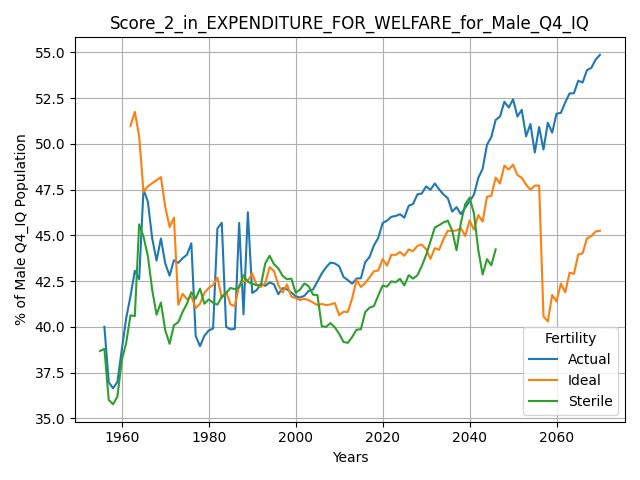 Score_2_in_EXPENDITURE_FOR_WELFARE_for_Male_Q4_IQ
% of Male Q4_IQ Population
55.0
52.5
50.0
47.5
45.0
42.5
40.0
37.5
35.0
1960 1980 2000 2020 2040 2060
Years
Fertility
Actual
Ideal
Sterile